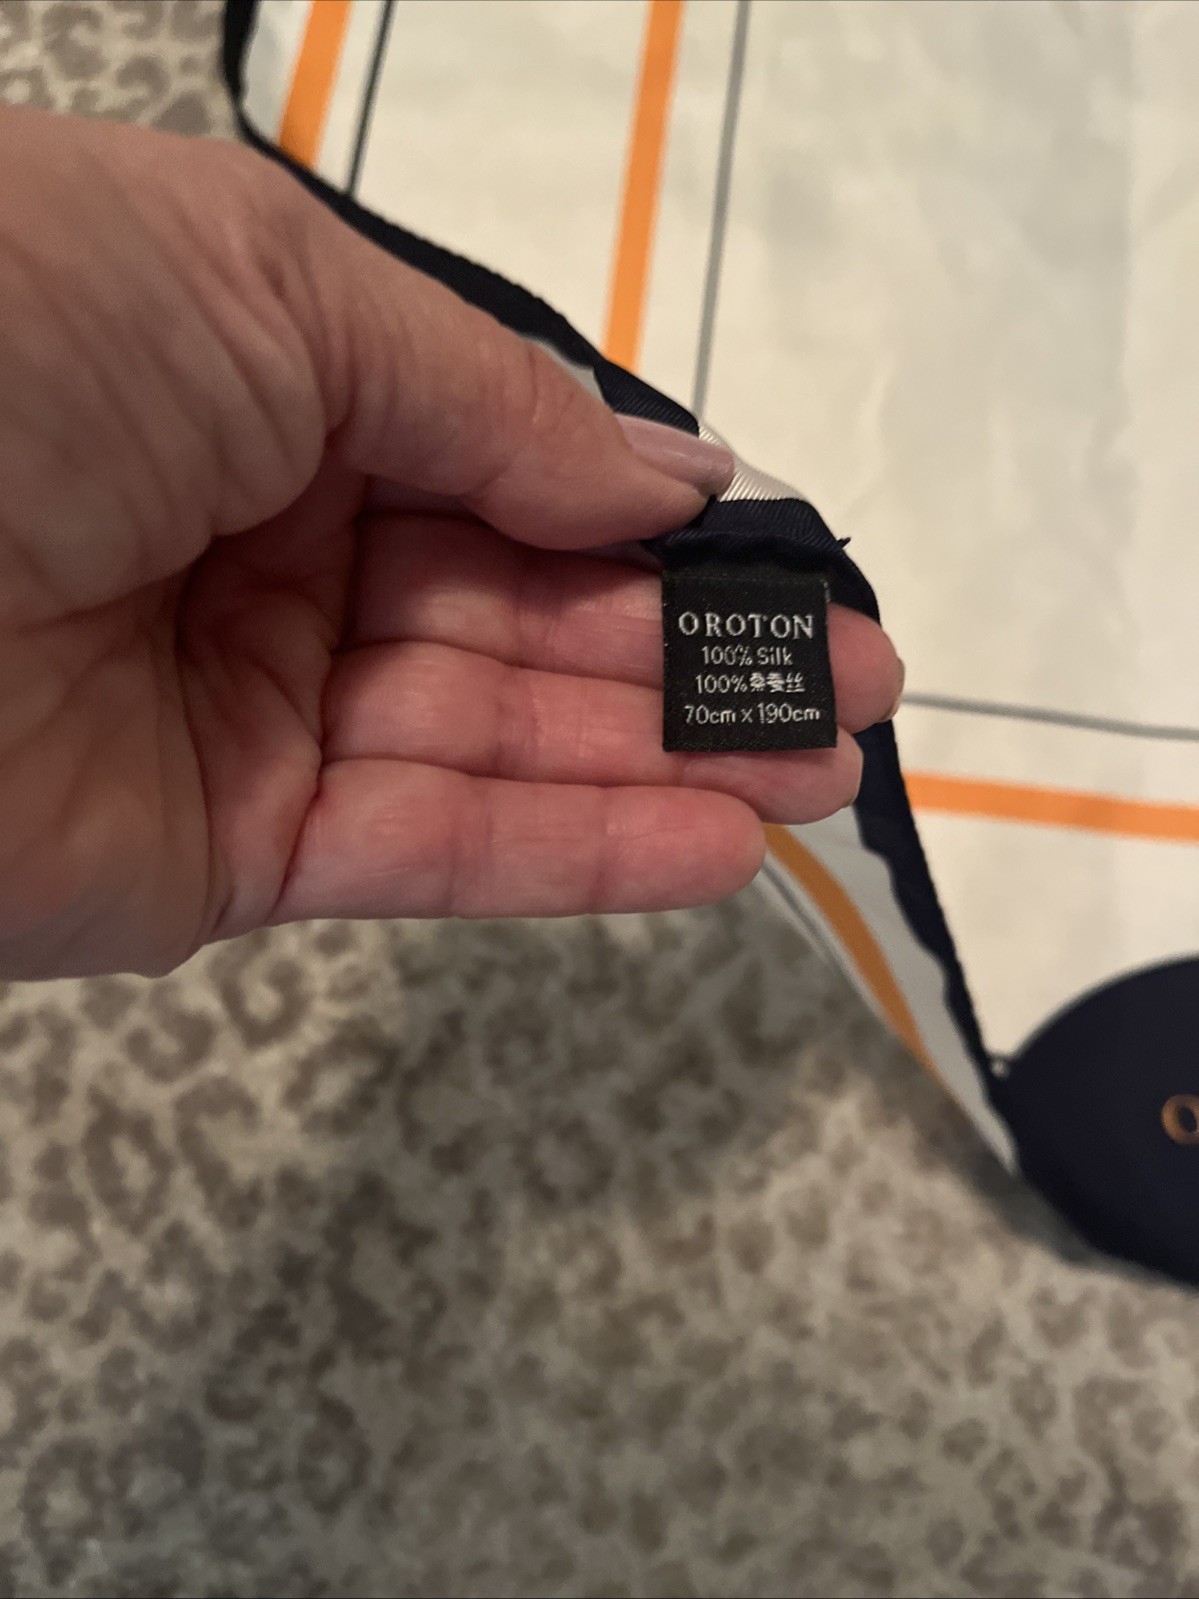 OROTON
100% Silk
100%桑蚕丝
70cm x 190cm
O